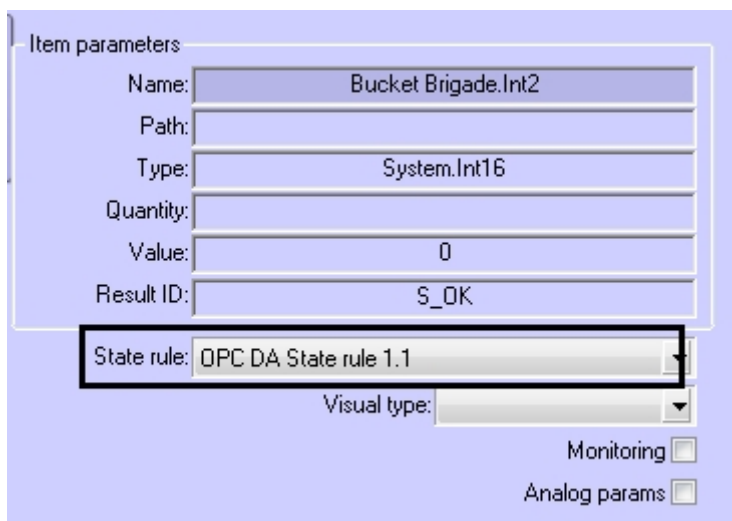 Item parameters
Name: Bucket Brigade.Int2
Path:
Type: System.Int16
Quantity:
Value: 0
Result ID: S_OK
State rule: OPC DA State rule 1.1
Visual type:
Monitoring
Analog params